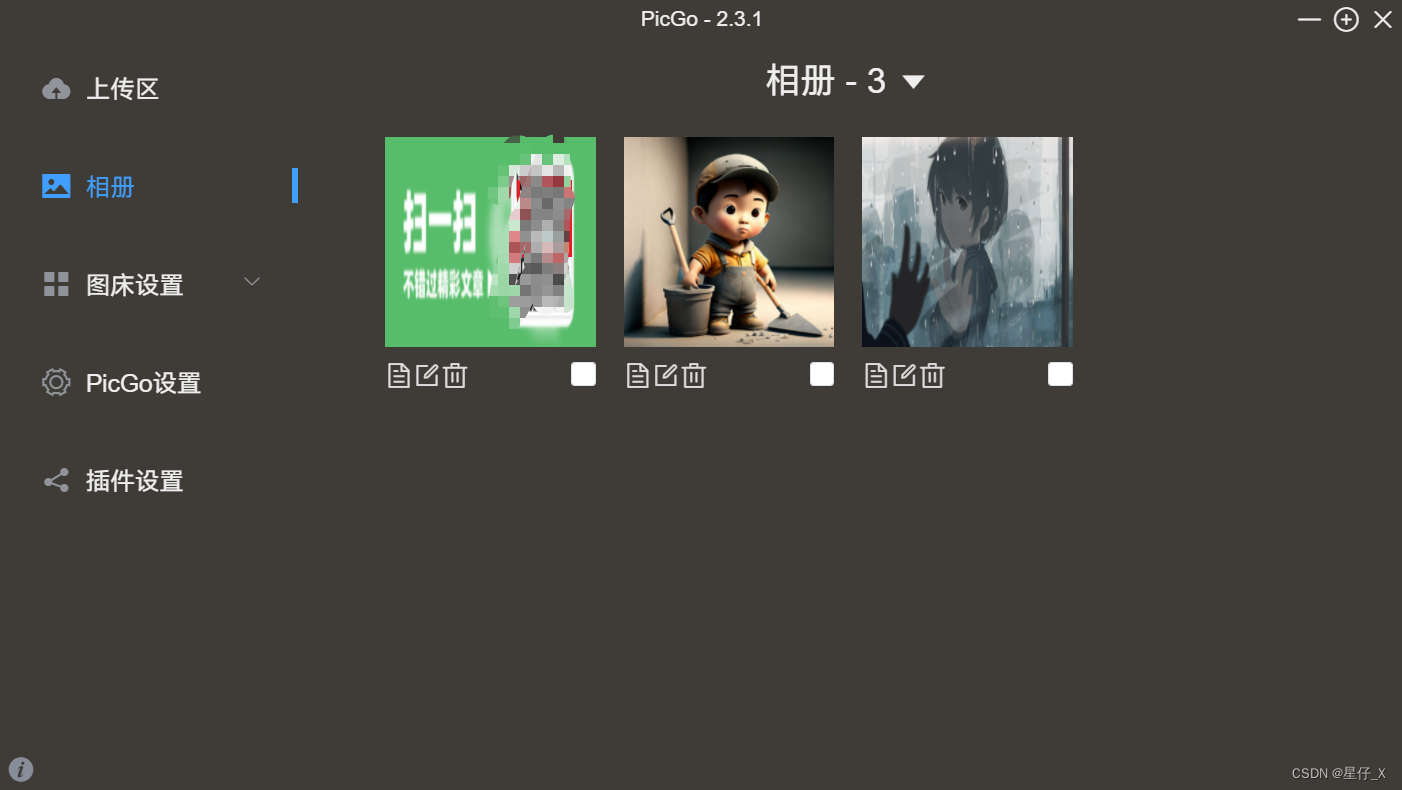 PicGo - 2.3.1
上传区
相册
图床设置
PicGo设置
插件设置
相册 - 3
扫一扫
不错过精彩文章
CSDN @星仔_X